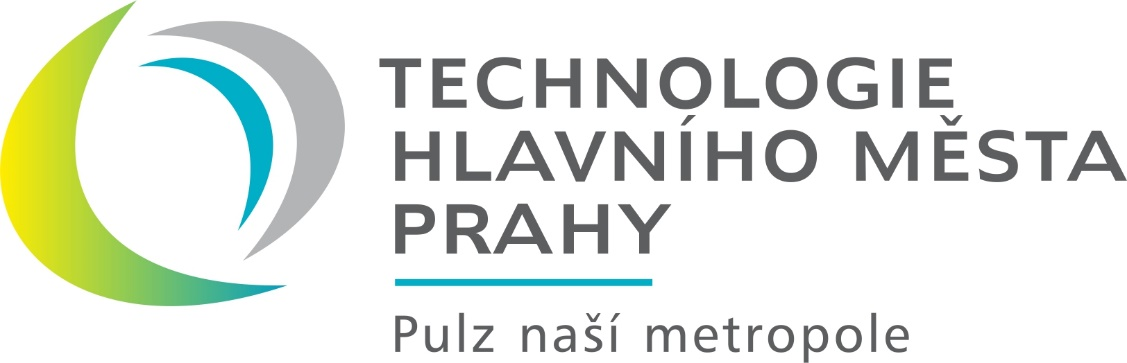 TECHNOLOGIE
HLAVNÍHO MĚSTA
PRAHY
Pulz naší metropole